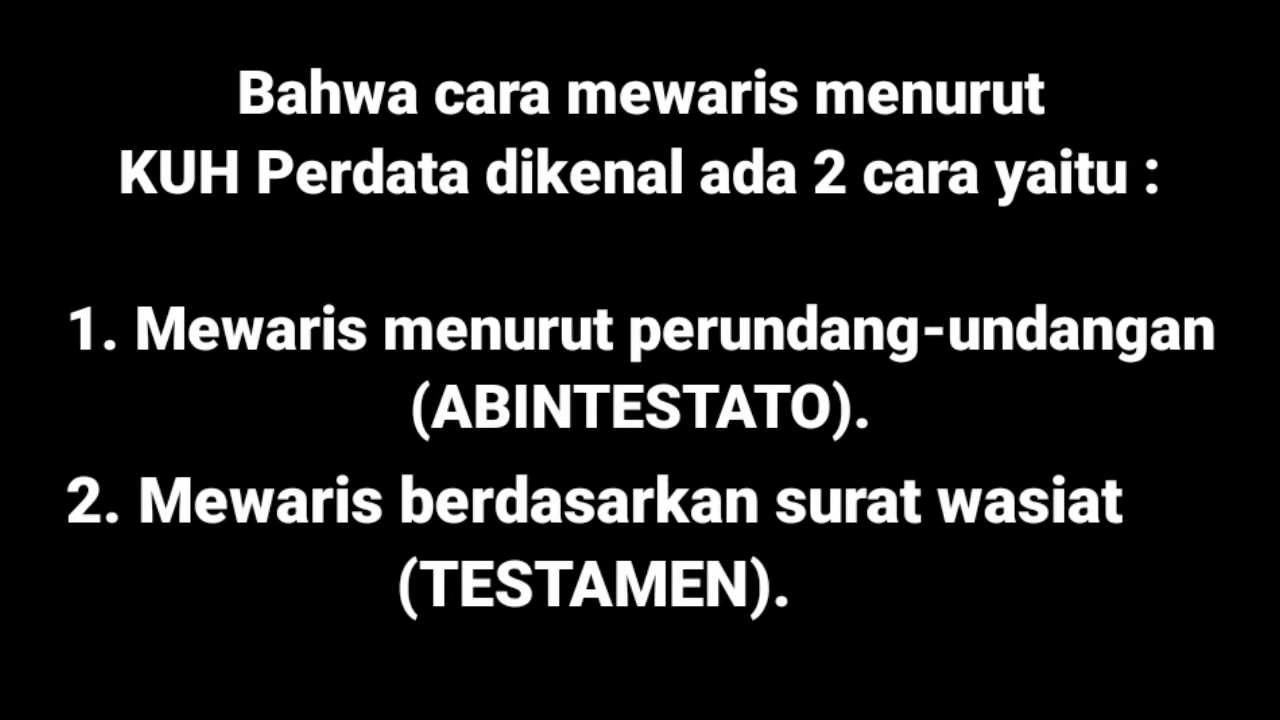 Bahwa cara mewaris menurut
KUH Perdata dikenal ada 2 cara yaitu :
1. Mewaris menurut perundang-undangan
(ABINTESTATO).
2. Mewaris berdasarkan surat wasiat
(TESTAMEN).